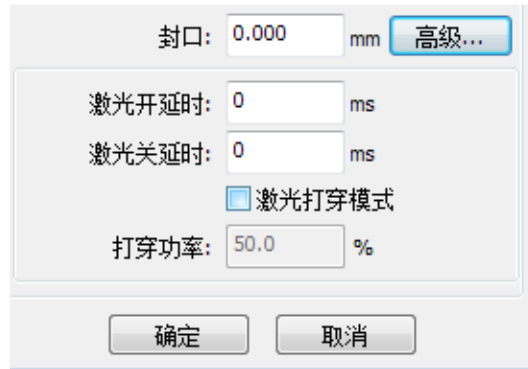 封口: 0.000 mm 高级...
激光开延时: 0 ms
激光关延时: 0 ms
激光打穿模式
打穿功率: 50.0 %
确定 取消